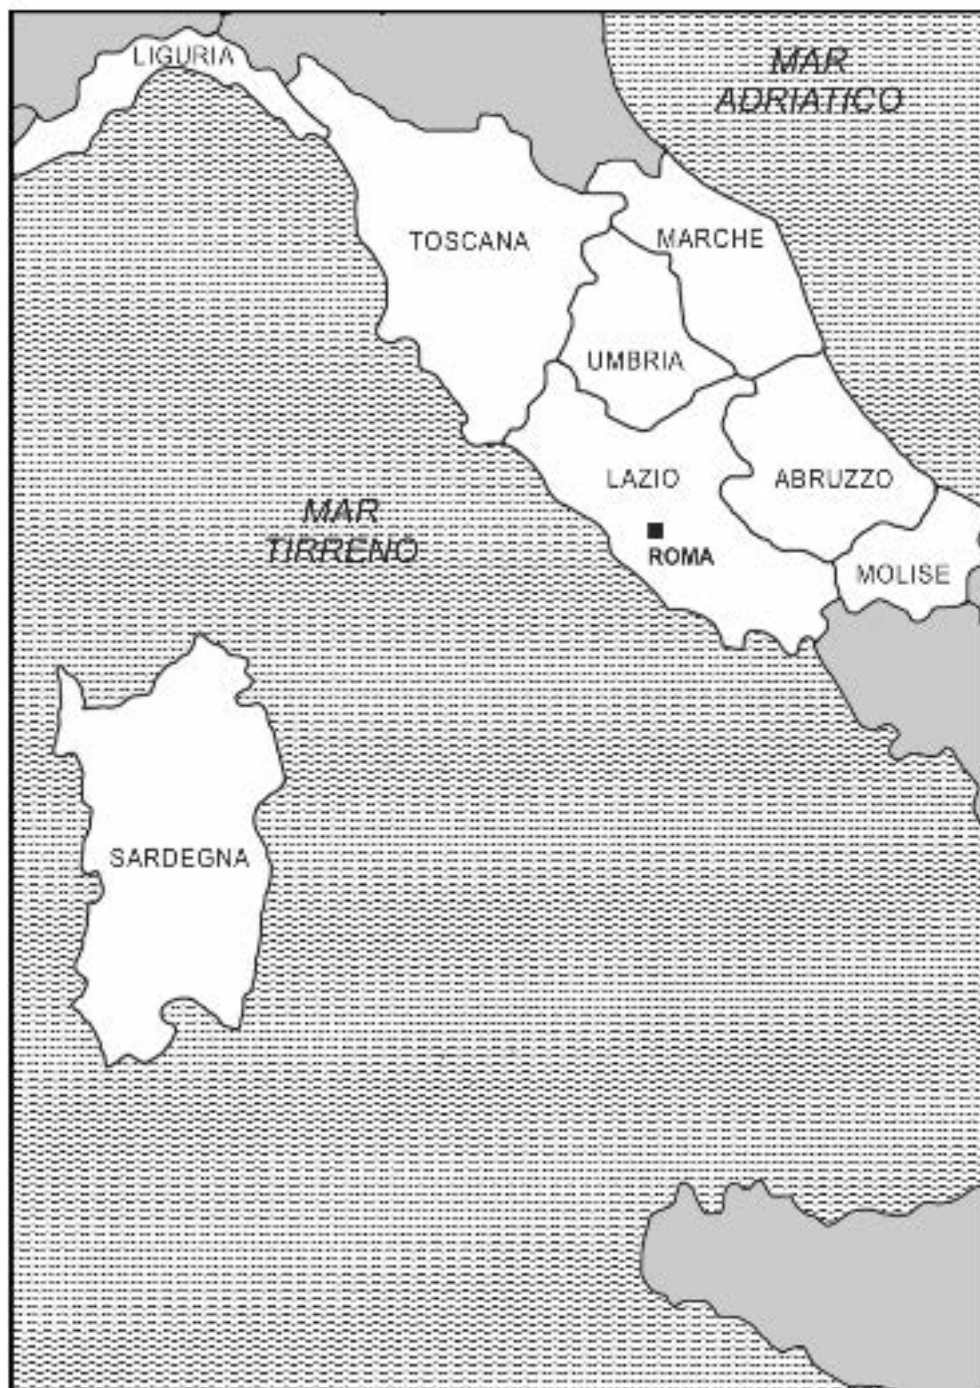 LIGURIA
MAR
ADRIATICO
TOSCANA
MARCHE
UMBRIA
LAZIO
ABRUZZO
MAR
TIRRENO
ROMA
MOLISE
SARDEGNA